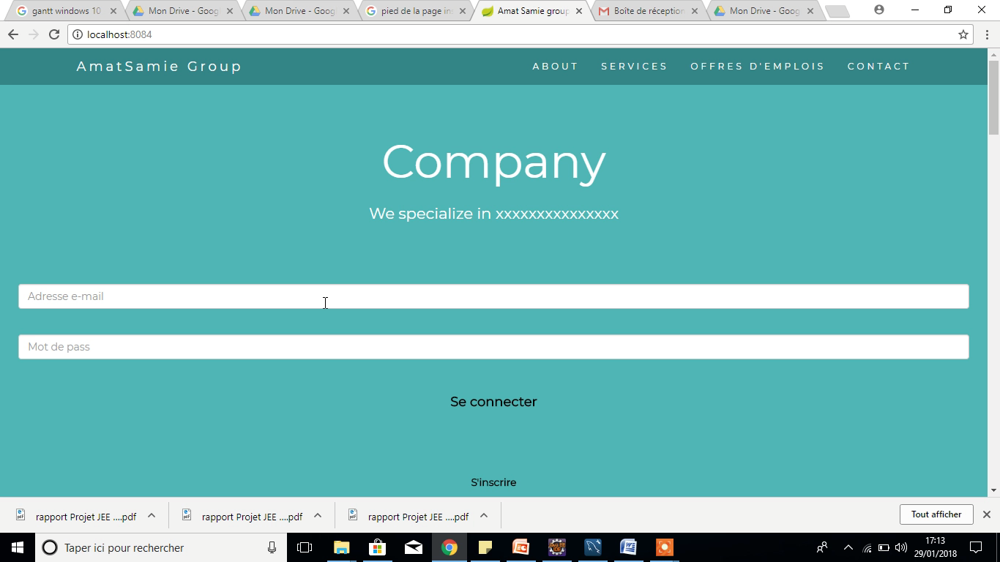 gantt windows 10
Mon Drive - Goog
Mon Drive - Goog
pied de la page in
Amat Samie group
Boîte de réception
Mon Drive - Goog
localhost:8084
AmatSamie Group
ABOUT
SERVICES
OFFRES D'EMPLOIS
CONTACT
Company
We specialize in xxxxxxxxxxxxxxx
Adresse e-mail
Mot de pass
Se connecter
S'inscrire
rapport Projet JEE ....pdf
rapport Projet JEE ....pdf
rapport Projet JEE ....pdf
Tout afficher
Taper ici pour rechercher
17:13
29/01/2018